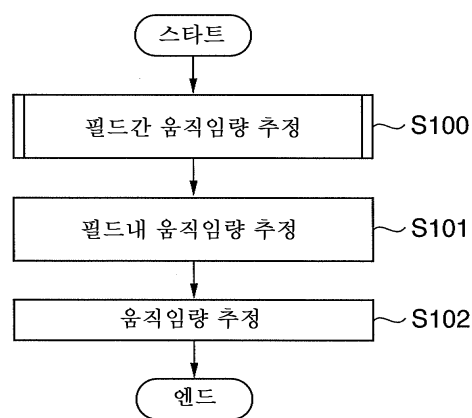 스타트
필드간 움직임량 추정 S100
필드내 움직임량 추정 S101
움직임량 추정 S102
엔드